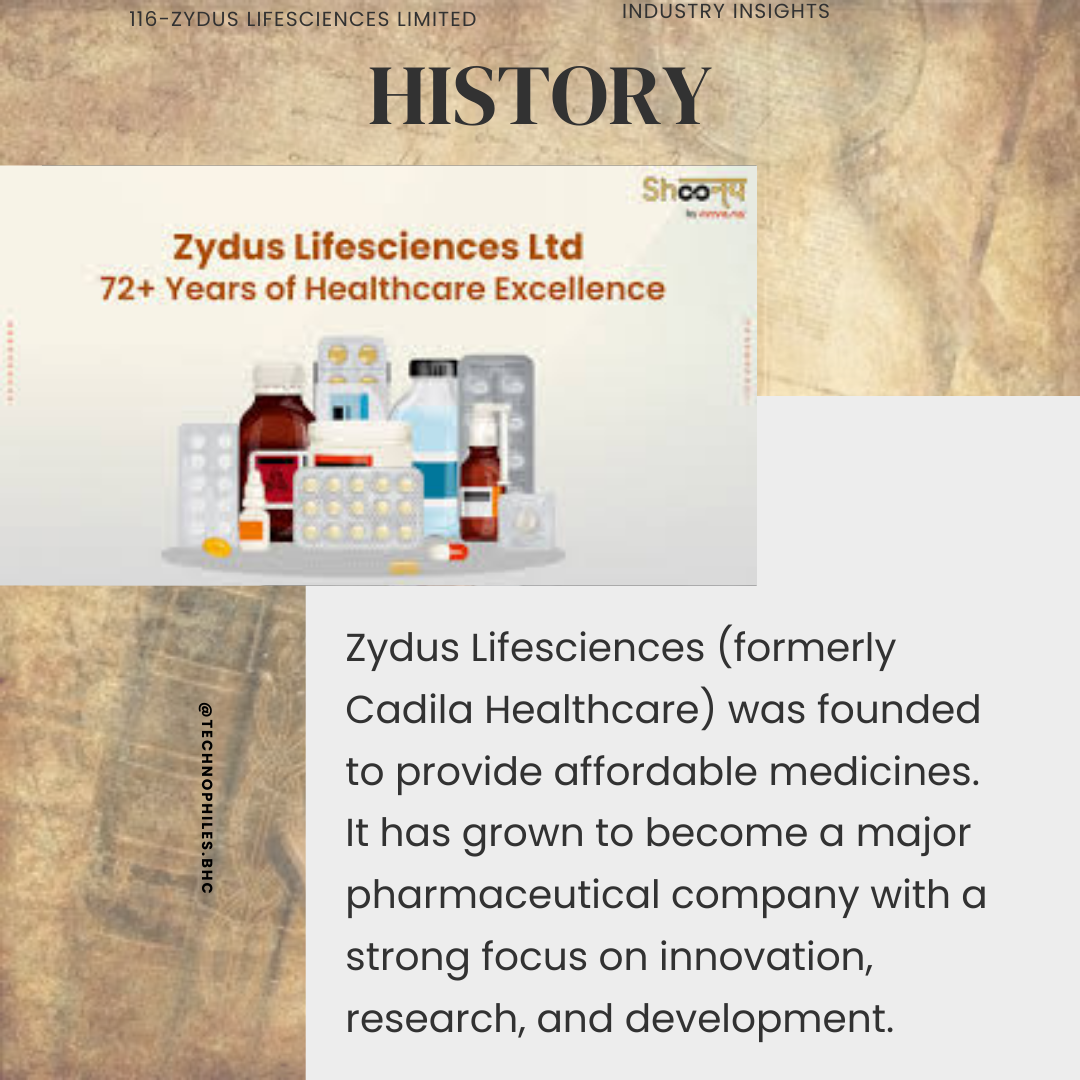 116-ZYDUS LIFESCIENCES LIMITED
INDUSTRY INSIGHTS
HISTORY
Shoonya
Zydus Lifesciences Ltd
72+ Years of Healthcare Excellence
@TECHNOPHILES.BHC
Zydus Lifesciences (formerly
Cadila Healthcare) was founded
to provide affordable medicines.
It has grown to become a major
pharmaceutical company with a
strong focus on innovation,
research, and development.